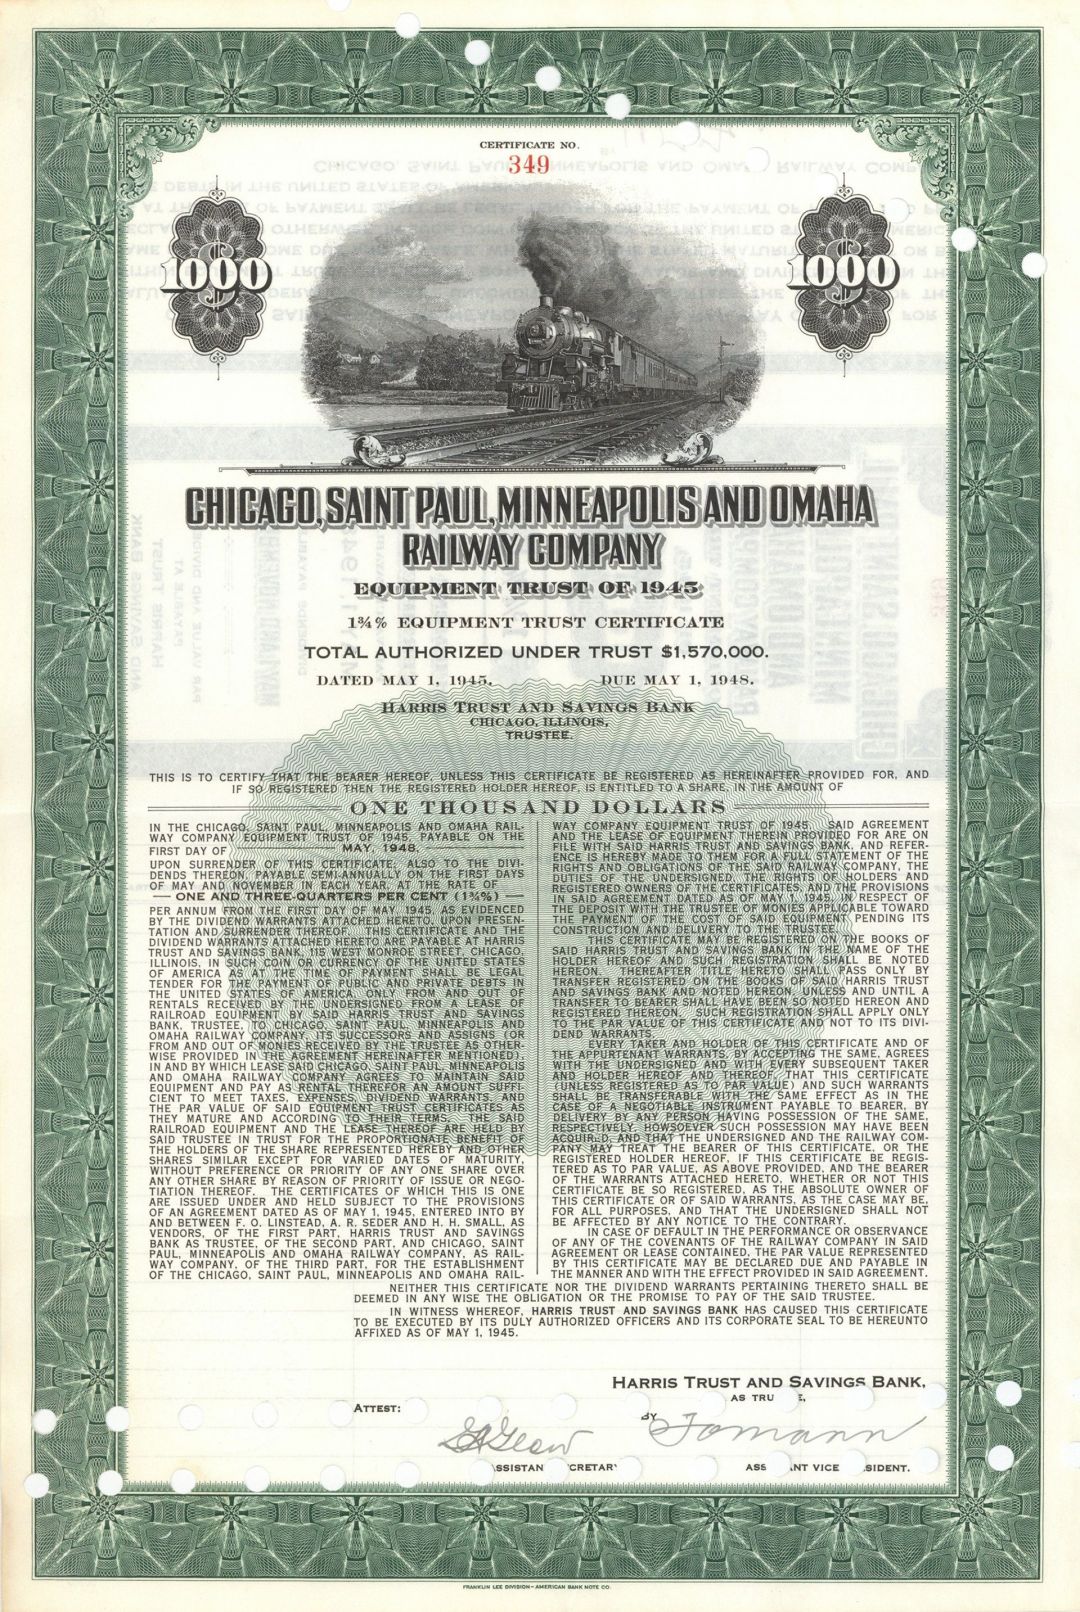 CERTIFICATE NO.
349
1000
1000
CHICAGO, SAINT PAUL, MINNEAPOLIS AND OMAHA
RAILWAY COMPANY
EQUIPMENT TRUST OF 1945
1¾% EQUIPMENT TRUST CERTIFICATE
TOTAL AUTHORIZED UNDER TRUST $1,570,000.
DATED MAY 1, 1945. DUE MAY 1, 1948.
HARRIS TRUST AND SAVINGS BANK
CHICAGO, ILLINOIS,
TRUSTEE.
THIS IS TO CERTIFY THAT THE BEARER HEREOF, UNLESS THIS CERTIFICATE BE REGISTERED AS HEREINAFTER PROVIDED FOR, AND
IF SO REGISTERED THEN THE REGISTERED HOLDER HEREOF, IS ENTITLED TO A SHARE, IN THE AMOUNT OF
ONE THOUSAND DOLLARS
IN THE CHICAGO, SAINT PAUL, MINNEAPOLIS AND OMAHA RAIL-
WAY COMPANY EQUIPMENT TRUST OF 1945, PAYABLE ON THE
FIRST DAY OF MAY, 1948,
UPON SURRENDER OF THIS CERTIFICATE, ALSO TO THE DIVI-
DENDS THEREON, PAYABLE SEMI-ANNUALLY ON THE FIRST DAYS
OF MAY AND NOVEMBER IN EACH YEAR, AT THE RATE OF
ONE AND THREE-QUARTERS PER CENT (1¾%)
PER ANNUM FROM THE FIRST DAY OF MAY, 1945, AS EVIDENCED
BY THE DIVIDEND WARRANTS ATTACHED HERETO, UPON PRESEN-
TATION AND SURRENDER THEREOF. THIS CERTIFICATE AND THE
DIVIDEND WARRANTS ATTACHED HERETO ARE PAYABLE AT HARRIS
TRUST AND SAVINGS BANK, 115 WEST MONROE STREET, CHICAGO,
ILLINOIS, IN SUCH COIN OR CURRENCY OF THE UNITED STATES
OF AMERICA AS AT THE TIME OF PAYMENT SHALL BE LEGAL
TENDER FOR THE PAYMENT OF PUBLIC AND PRIVATE DEBTS IN
THE UNITED STATES OF AMERICA, ONLY FROM AND OUT OF
RENTALS RECEIVED BY THE UNDERSIGNED FROM A LEASE OF
RAILROAD EQUIPMENT BY SAID HARRIS TRUST AND SAVINGS
BANK, TRUSTEE, TO CHICAGO, SAINT PAUL, MINNEAPOLIS AND
OMAHA RAILWAY COMPANY, ITS SUCCESSORS AND ASSIGNS (OR
FROM AND OUT OF MONIES RECEIVED BY THE TRUSTEE AS OTHER-
WISE PROVIDED IN THE AGREEMENT HEREINAFTER MENTIONED),
IN AND BY WHICH LEASE SAID CHICAGO, SAINT PAUL, MINNEAPOLIS
AND OMAHA RAILWAY COMPANY AGREES TO MAINTAIN SAID
EQUIPMENT AND PAY AS RENTAL THEREFOR AN AMOUNT SUFFI-
CIENT TO MEET TAXES, EXPENSES, DIVIDEND WARRANTS, AND
THE PAR VALUE OF SAID EQUIPMENT TRUST CERTIFICATES AS
THEY MATURE AND ACCORDING TO THEIR TERMS. THE SAID
RAILROAD EQUIPMENT AND THE LEASE THEREOF ARE HELD BY
SAID TRUSTEE IN TRUST FOR THE PROPORTIONATE BENEFIT OF
THE HOLDERS OF THE SHARE REPRESENTED HEREBY AND OTHER
SHARES SIMILAR EXCEPT FOR VARIED DATES OF MATURITY,
WITHOUT PREFERENCE OR PRIORITY OF ANY ONE SHARE OVER
ANY OTHER SHARE BY REASON OF PRIORITY OF ISSUE OR NEGO-
TIATION THEREOF. THE CERTIFICATES OF WHICH THIS IS ONE
ARE ISSUED UNDER AND HELD SUBJECT TO THE PROVISIONS
OF AN AGREEMENT DATED AS OF MAY 1, 1945, ENTERED INTO BY
AND BETWEEN F. O. LINSTEAD, A. R. SEDER AND H. H. SMALL, AS
VENDORS, OF THE FIRST PART, HARRIS TRUST AND SAVINGS
BANK AS TRUSTEE, OF THE SECOND PART, AND CHICAGO, SAINT
PAUL, MINNEAPOLIS AND OMAHA RAILWAY COMPANY, AS RAIL-
WAY COMPANY, OF THE THIRD PART, FOR THE ESTABLISHMENT
OF THE CHICAGO, SAINT PAUL, MINNEAPOLIS AND OMAHA RAIL-
WAY COMPANY EQUIPMENT TRUST OF 1945. SAID AGREEMENT
AND THE LEASE OF EQUIPMENT THEREIN PROVIDED FOR ARE ON
FILE WITH SAID HARRIS TRUST AND SAVINGS BANK, AND REFER-
ENCE IS HEREBY MADE TO THEM FOR A FULL STATEMENT OF THE
RIGHTS AND OBLIGATIONS OF THE SAID RAILWAY COMPANY, THE
DUTIES OF THE UNDERSIGNED, THE RIGHTS OF HOLDERS AND
REGISTERED OWNERS OF THE CERTIFICATES, AND THE PROVISIONS
IN SAID AGREEMENT DATED AS OF MAY 1, 1945, IN RESPECT OF
THE DEPOSIT WITH THE TRUSTEE OF MONIES APPLICABLE TOWARD
THE PAYMENT OF THE COST OF SAID EQUIPMENT, PENDING ITS
CONSTRUCTION AND DELIVERY TO THE TRUSTEE.
THIS CERTIFICATE MAY BE REGISTERED ON THE BOOKS OF
SAID HARRIS TRUST AND SAVINGS BANK IN THE NAME OF THE
HOLDER HEREOF AND SUCH REGISTRATION SHALL BE NOTED
HEREON. THEREAFTER TITLE HERETO SHALL PASS ONLY BY
TRANSFER REGISTERED ON THE BOOKS OF SAID HARRIS TRUST
AND SAVINGS BANK AND NOTED HEREON, UNLESS AND UNTIL A
TRANSFER TO BEARER SHALL HAVE BEEN SO NOTED HEREON AND
REGISTERED THEREON. SUCH REGISTRATION SHALL APPLY ONLY
TO THE PAR VALUE OF THIS CERTIFICATE AND NOT TO ITS DIVI-
DEND WARRANTS.
EVERY TAKER AND HOLDER OF THIS CERTIFICATE AND OF
THE APPURTENANT WARRANTS, BY ACCEPTING THE SAME, AGREES
WITH THE UNDERSIGNED AND WITH EVERY SUBSEQUENT TAKER
AND HOLDER HEREOF AND THEREOF, THAT THIS CERTIFICATE
(UNLESS REGISTERED AS TO PAR VALUE) AND SUCH WARRANTS
SHALL BE TRANSFERABLE WITH THE SAME EFFECT AS IN THE
CASE OF A NEGOTIABLE INSTRUMENT PAYABLE TO BEARER, BY
DELIVERY BY ANY PERSON HAVING POSSESSION OF THE SAME,
RESPECTIVELY, HOWSOEVER SUCH POSSESSION MAY HAVE BEEN
ACQUIRED, AND THAT THE UNDERSIGNED AND THE RAILWAY COM-
PANY MAY TREAT THE BEARER OF THIS CERTIFICATE, OR THE
REGISTERED HOLDER HEREOF, IF THIS CERTIFICATE BE REGIS-
TERED AS TO PAR VALUE, AS ABOVE PROVIDED, AND THE BEARER
OF THE WARRANTS ATTACHED HERETO, WHETHER OR NOT THIS
CERTIFICATE BE SO REGISTERED, AS THE ABSOLUTE OWNER OF
THIS CERTIFICATE OR OF SAID WARRANTS, AS THE CASE MAY BE,
FOR ALL PURPOSES, AND THAT THE UNDERSIGNED SHALL NOT
BE AFFECTED BY ANY NOTICE TO THE CONTRARY.
IN CASE OF DEFAULT IN THE PERFORMANCE OR OBSERVANCE
OF ANY OF THE COVENANTS OF THE RAILWAY COMPANY IN SAID
AGREEMENT OR LEASE CONTAINED, THE PAR VALUE REPRESENTED
BY THIS CERTIFICATE MAY BE DECLARED DUE AND PAYABLE IN
THE MANNER AND WITH THE EFFECT PROVIDED IN SAID AGREEMENT.
NEITHER THIS CERTIFICATE NOR THE DIVIDEND WARRANTS PERTAINING THERETO SHALL BE
DEEMED IN ANY WISE THE OBLIGATION OR THE PROMISE TO PAY OF THE SAID TRUSTEE.
IN WITNESS WHEREOF, HARRIS TRUST AND SAVINGS BANK HAS CAUSED THIS CERTIFICATE
TO BE EXECUTED BY ITS DULY AUTHORIZED OFFICERS AND ITS CORPORATE SEAL TO BE HEREUNTO
AFFIXED AS OF MAY 1, 1945.
HARRIS TRUST AND SAVINGS BANK,
AS TRU E,
ATTEST:
BY
SSISTAN ECRETAR
ASS ANT VICE SIDENT.
FRANKLIN LEE DIVISION - AMERICAN BANK NOTE CO.